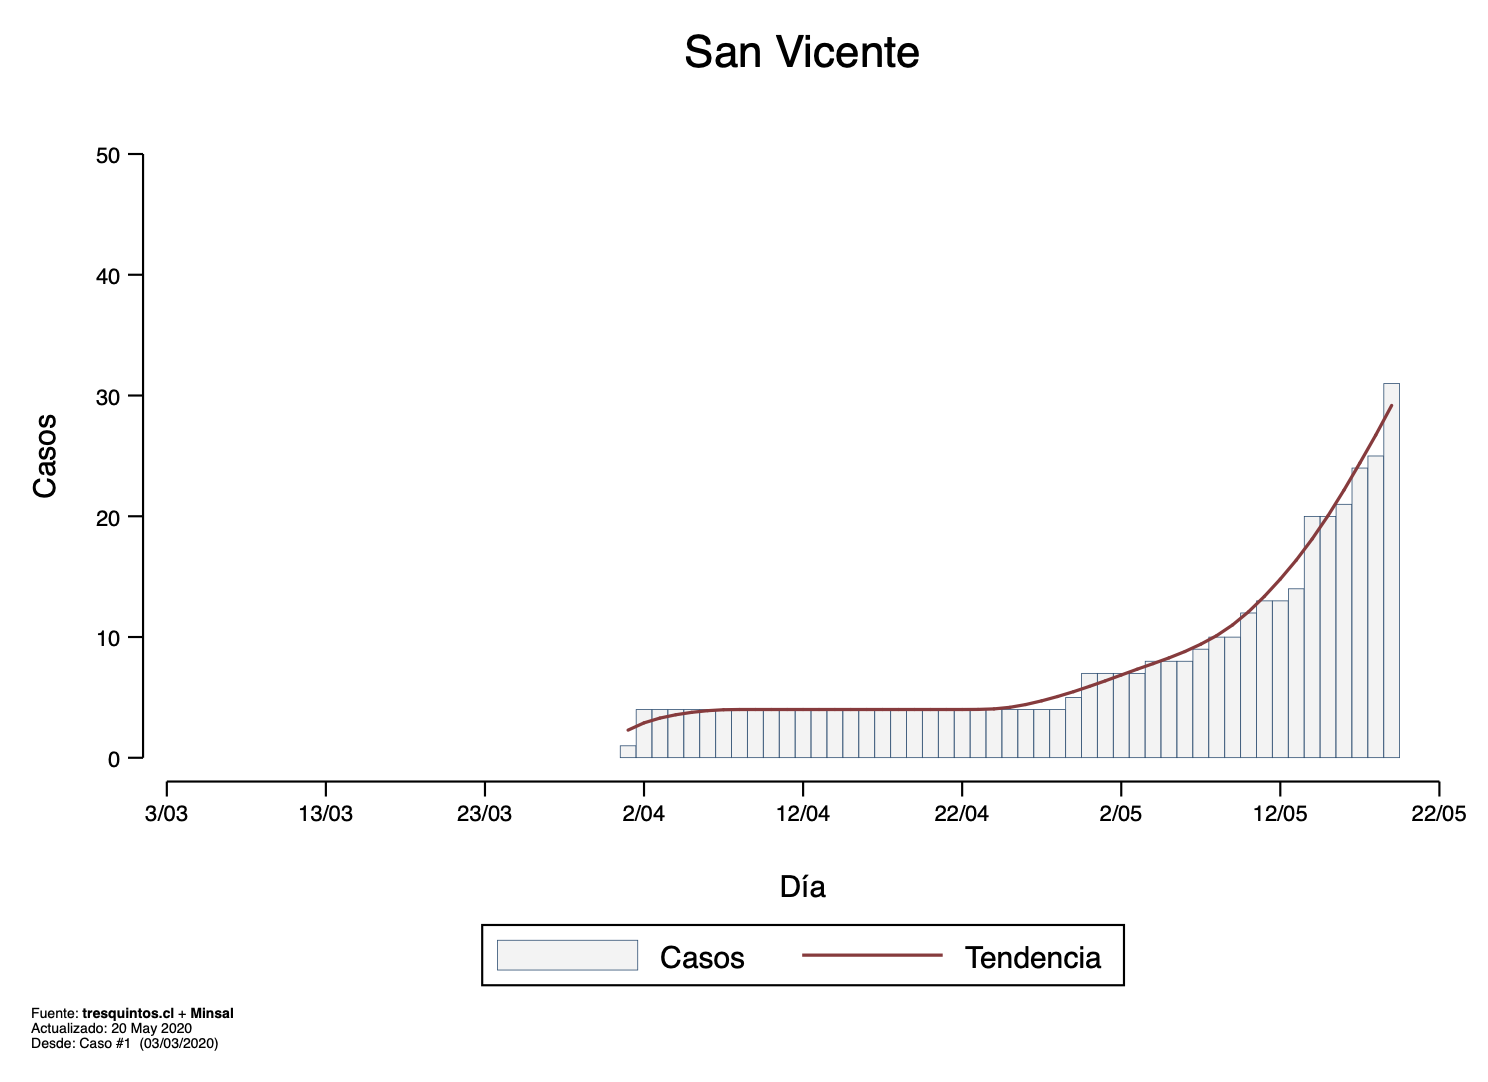 San Vicente
50
40
30
20
10
0
Casos
3/03 13/03 23/03 2/04 12/04 22/04 2/05 12/05 22/05
Día
Casos Tendencia
Fuente: tresquintos.cl + Minsal
Actualizado: 20 May 2020
Desde: Caso #1 (03/03/2020)